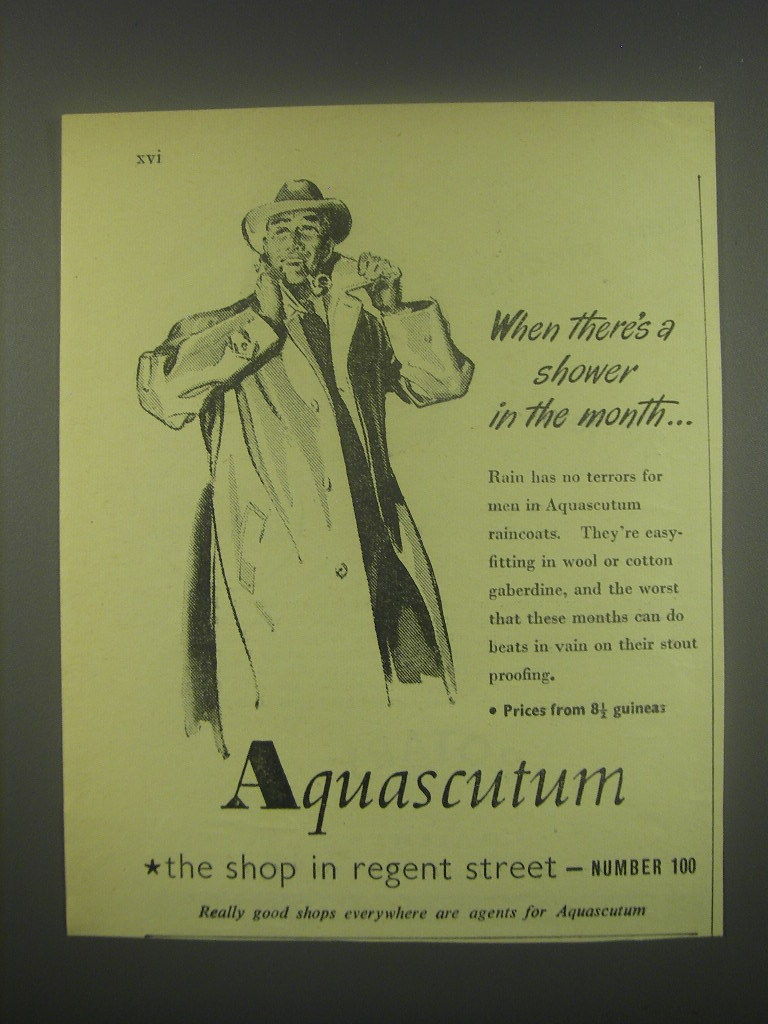 xvi
When there's a
shower
in the month...
Rain has no terrors for
men in Aquascutum
raincoats. They're easy-
fitting in wool or cotton
gaberdine, and the worst
that these months can do
beats in vain on their stout
proofing.
• Prices from 8½ guineas
Aquascutum
★the shop in regent street — NUMBER 100
Really good shops everywhere are agents for Aquascutum